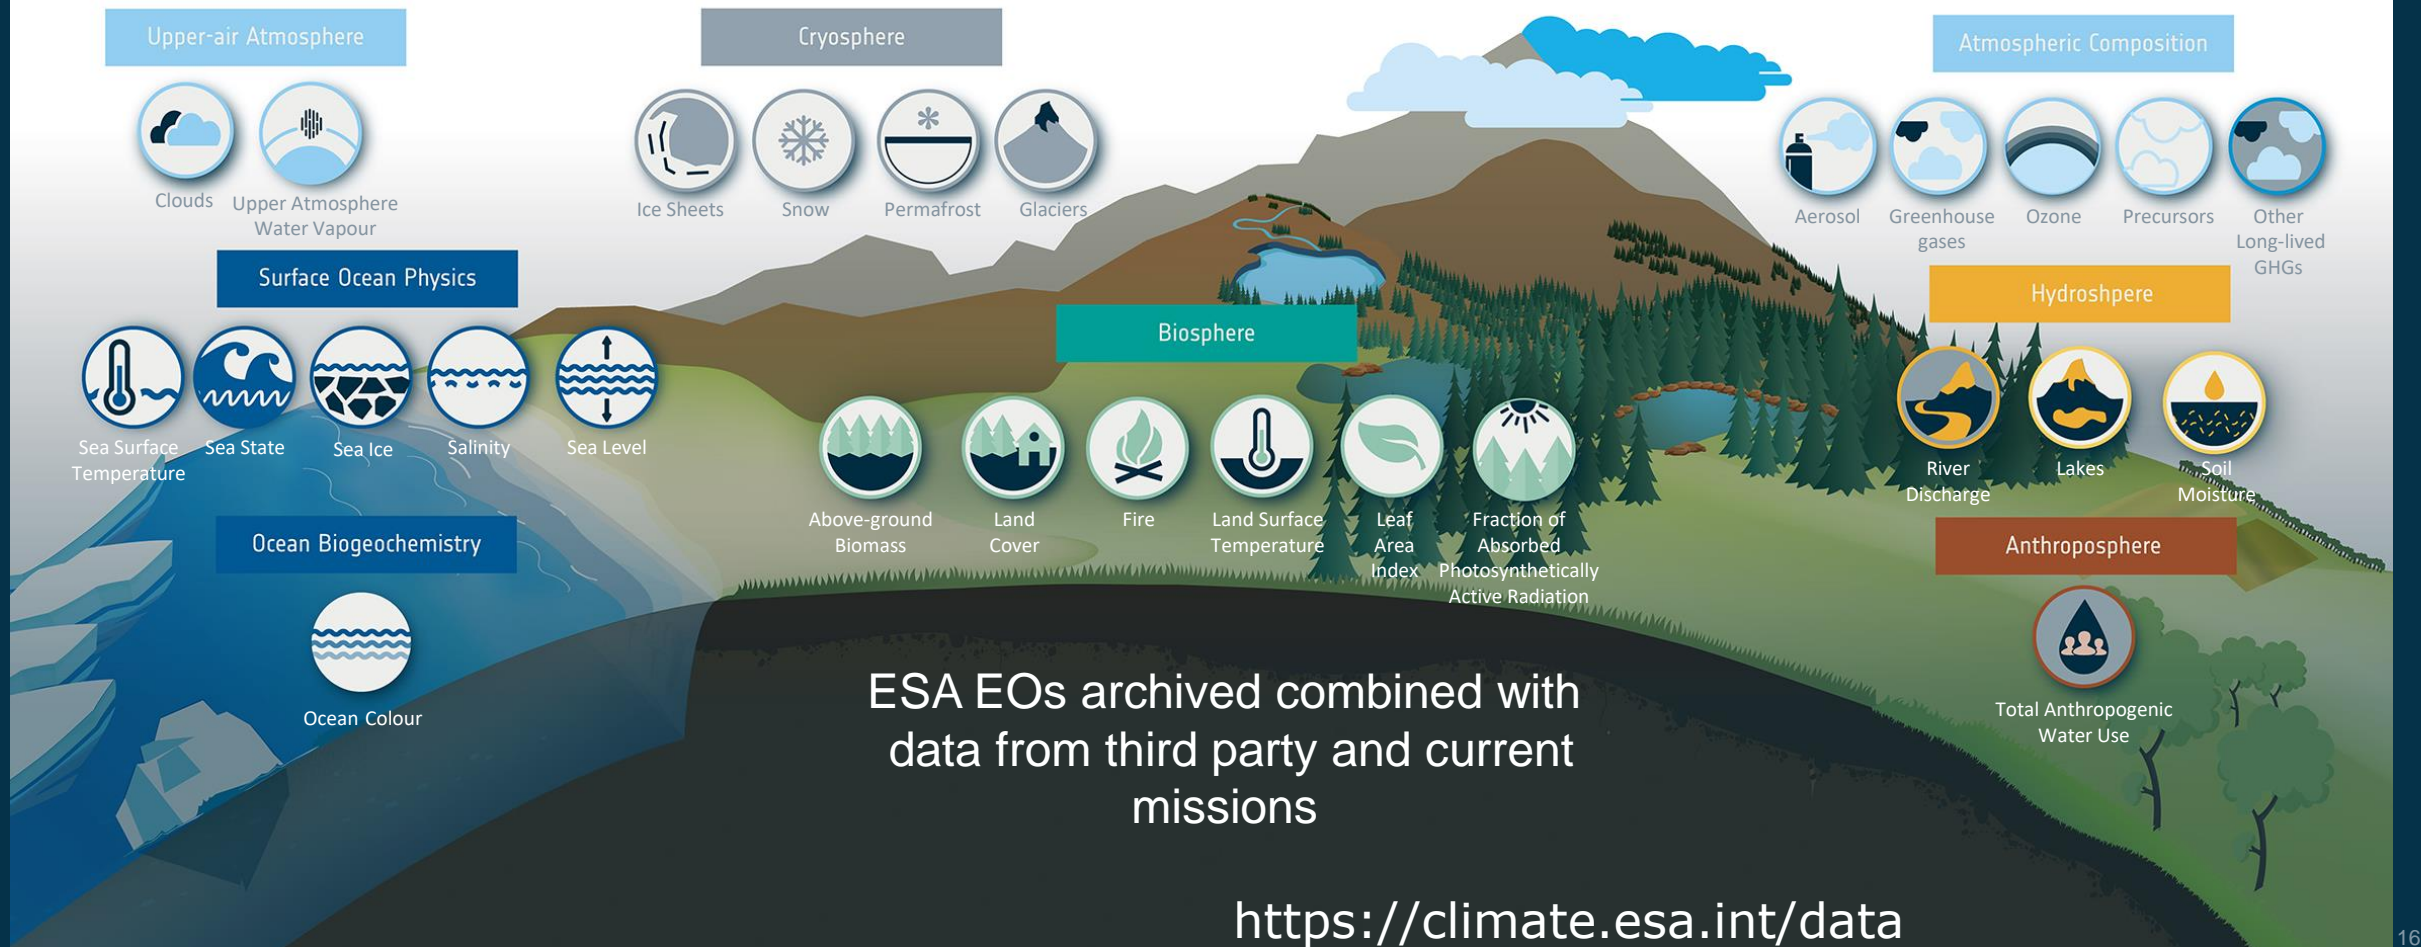 Upper-air Atmosphere
Clouds
Upper Atmosphere
Water Vapour
Cryosphere
Ice Sheets
Snow
Permafrost
Glaciers
Atmospheric Composition
Aerosol
Greenhouse
gases
Ozone
Precursors
Other
Long-lived
GHGs
Surface Ocean Physics
Sea Surface
Temperature
Sea State
Sea Ice
Salinity
Sea Level
Biosphere
Above-ground
Biomass
Land
Cover
Fire
Land Surface
Temperature
Leaf
Area
Index
Fraction of
Absorbed
Photosynthetically
Active Radiation
Hydroshpere
River
Discharge
Lakes
Soil
Moisture
Ocean Biogeochemistry
Ocean Colour
Anthroposphere
Total Anthropogenic
Water Use
ESA EOs archived combined with
data from third party and current
missions
https://climate.esa.int/data
16